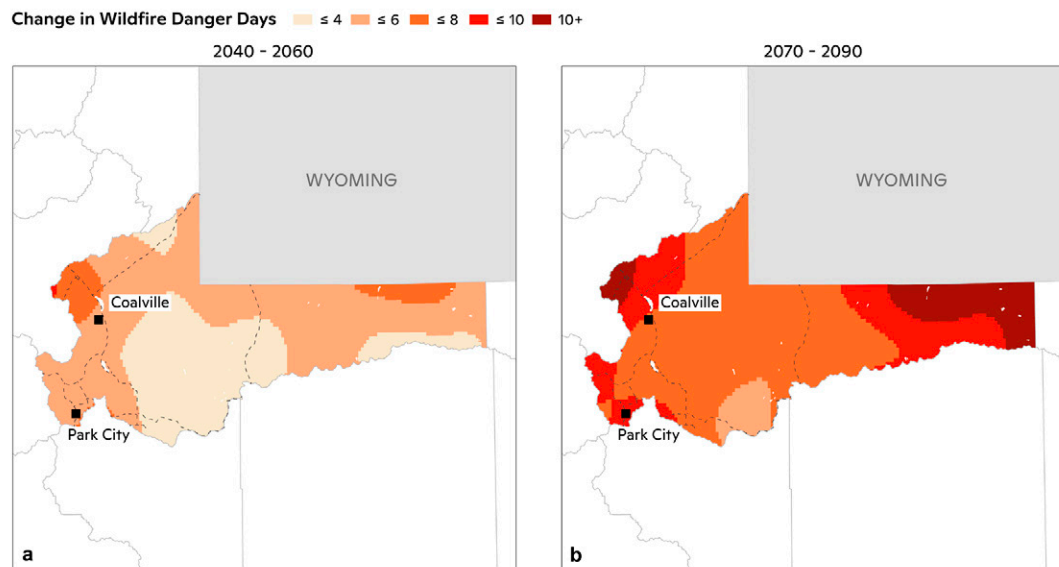 Change in Wildfire Danger Days ≤ 4 ≤ 6 ≤ 8 ≤ 10 10+
2040 - 2060
2070 - 2090
WYOMING
Coalville
Park City
a
WYOMING
Coalville
Park City
b